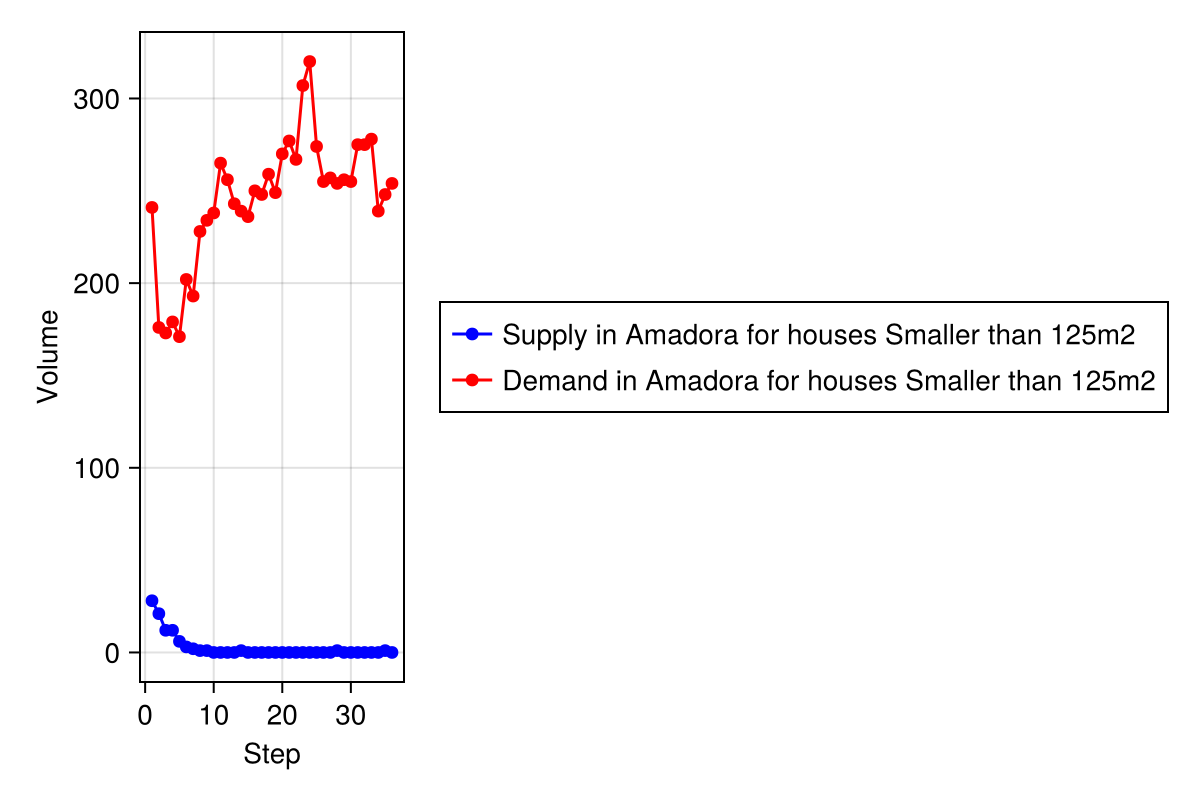 300
200
100
0
Volume
0 10 20 30
Step
Supply in Amadora for houses Smaller than 125m2
Demand in Amadora for houses Smaller than 125m2